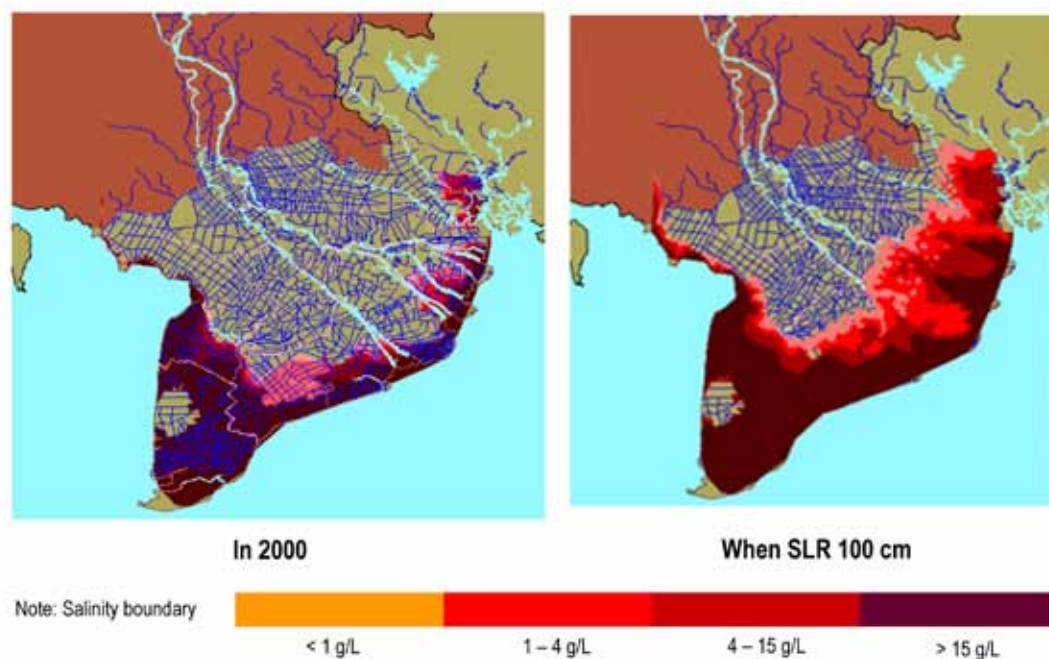 In 2000
When SLR 100 cm
Note: Salinity boundary
< 1 g/L
1 – 4 g/L
4 – 15 g/L
> 15 g/L